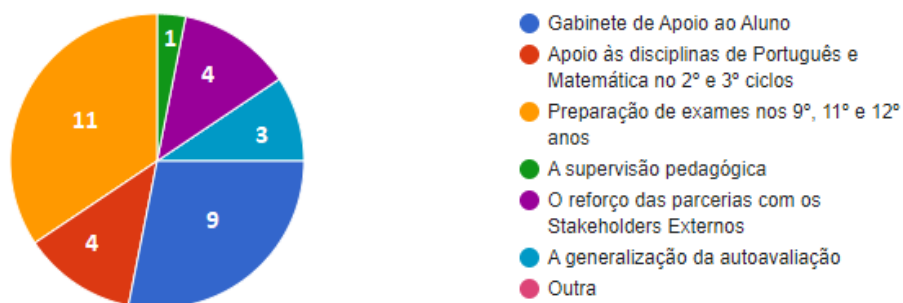 1
4
3
11
4
9
Gabinete de Apoio ao Aluno
Apoio às disciplinas de Português e
Matemática no 2º e 3º ciclos
Preparação de exames nos 9º, 11º e 12º
anos
A supervisão pedagógica
O reforço das parcerias com os
Stakeholders Externos
A generalização da autoavaliação
Outra